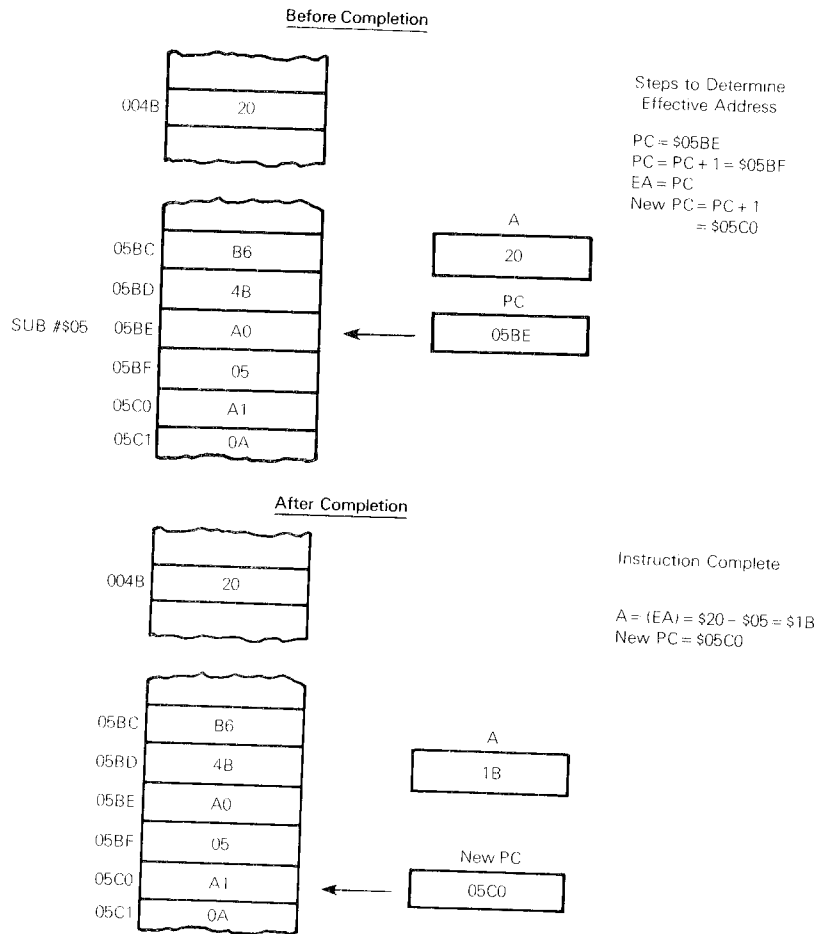 Before Completion
004B 20
Steps to Determine
Effective Address
PC = $05BE
PC = PC + 1 = $05BF
EA = PC
New PC = PC + 1
= $05C0
05BC B6
05BD 4B
SUB #$05 05BE A0
05BF 05
05C0 A1
05C1 0A
A
20
PC
05BE
After Completion
004B 20
Instruction Complete
A = (EA) = $20 – $05 = $1B
New PC = $05C0
05BC B6
05BD 4B
05BE A0
05BF 05
05C0 A1
05C1 0A
A
1B
New PC
05C0